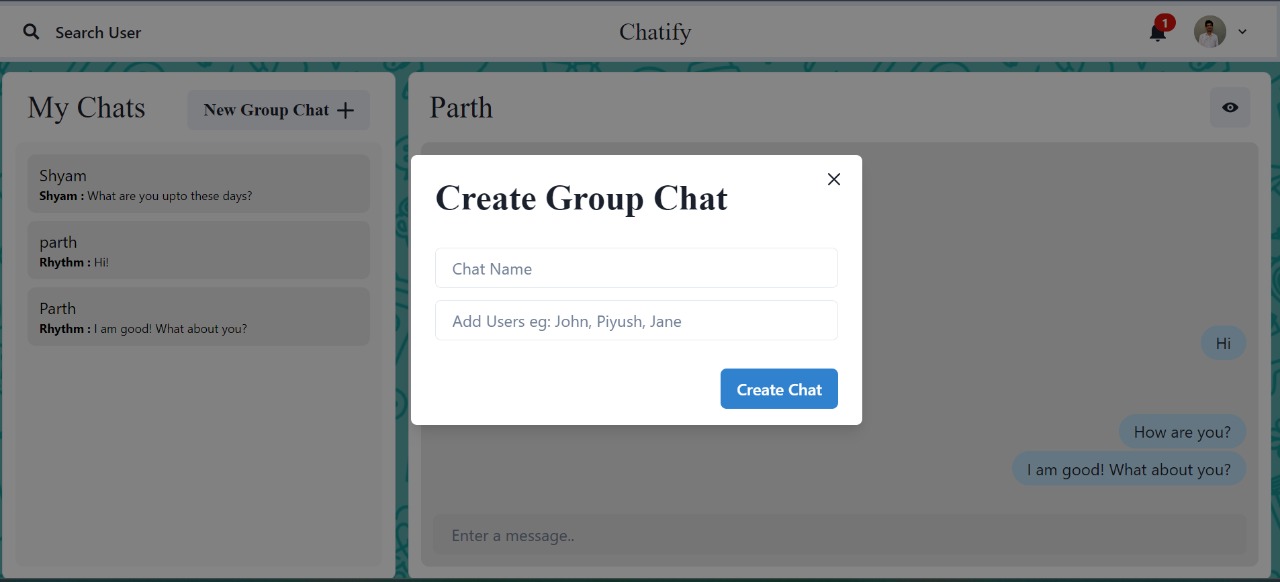 Search User
Chatify
1
My Chats
New Group Chat +
Shyam
Shyam : What are you upto these days?
parth
Rhythm : Hi!
Parth
Rhythm : I am good! What about you?
Parth
Create Group Chat
Chat Name
Add Users eg: John, Piyush, Jane
Create Chat
Hi
How are you?
I am good! What about you?
Enter a message..